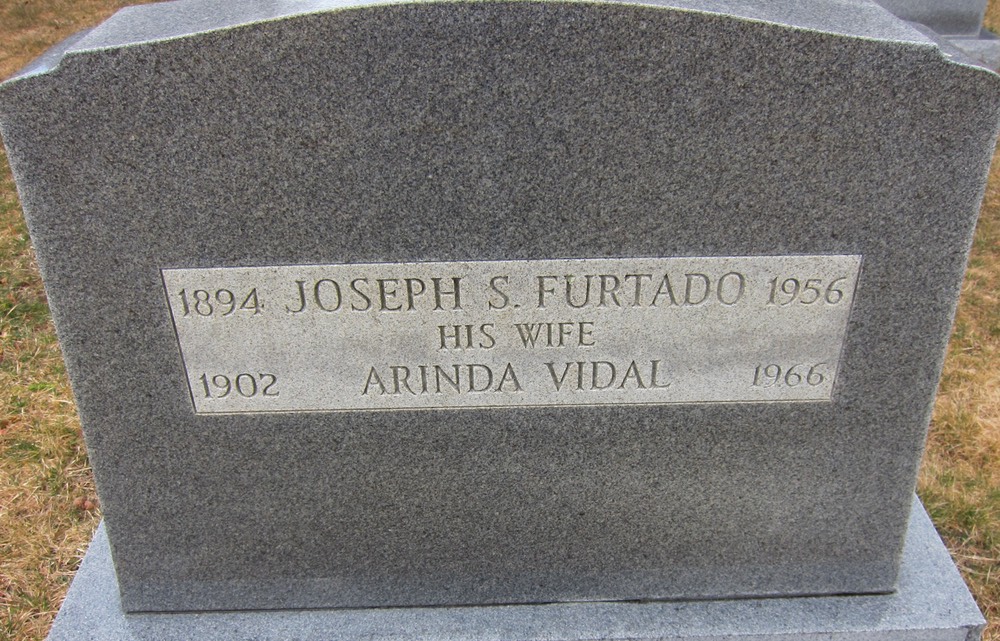 1894 JOSEPH S. FURTADO 1956
HIS WIFE
1902 ARINDA VIDAL 1966